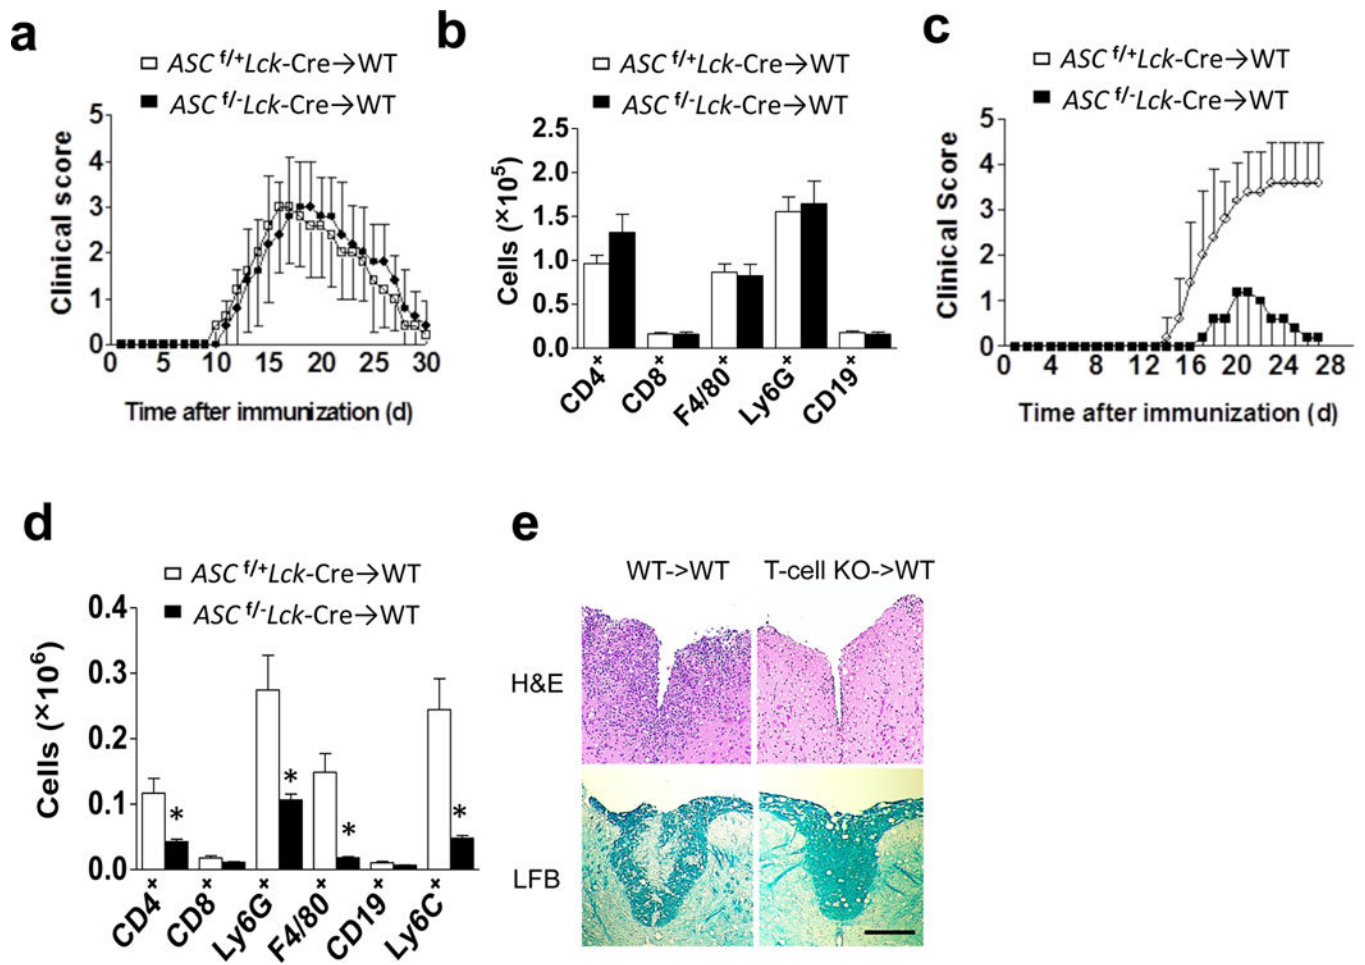 a
ASC f/+Lck-Cre→WT
ASC f/-Lck-Cre→WT
Clinical score
5
4
3
2
1
0
0 5 10 15 20 25 30
Time after immunization (d)
b
ASC f/+Lck-Cre→WT
ASC f/-Lck-Cre→WT
Cells (×10⁵)
2.5
2.0
1.5
1.0
0.5
0.0
CD4⁺ CD8⁺ F4/80⁺ Ly6G⁺ CD19⁺
c
ASC f/+Lck-Cre→WT
ASC f/-Lck-Cre→WT
Clinical Score
5
4
3
2
1
0
0 4 8 12 16 20 24 28
Time after immunization (d)
d
ASC f/+Lck-Cre→WT
ASC f/-Lck-Cre→WT
Cells (×10⁶)
0.4
0.3
0.2
0.1
0.0
* * * *
CD4⁺ CD8⁺ Ly6G⁺ F4/80⁺ CD19⁺ Ly6C⁺
e
WT->WT T-cell KO->WT
H&E
LFB